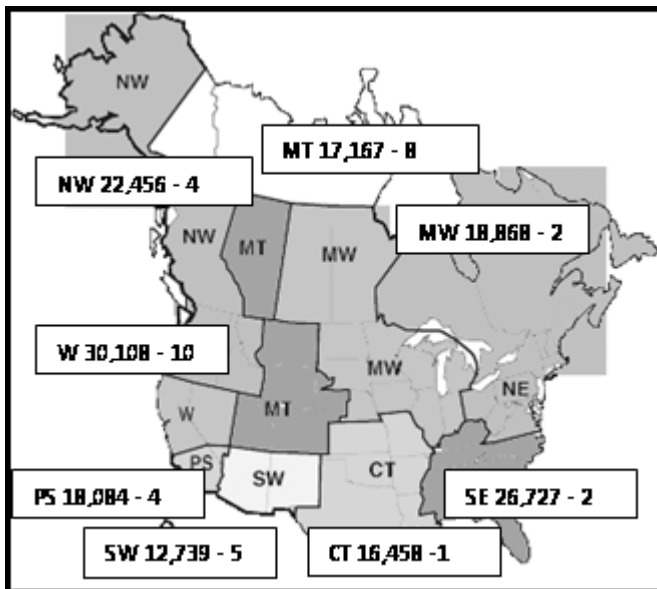 NW
MT 17,167 - 8
NW 22,456 - 4
MW 18,868 - 2
NW
MT
MW
W 30,108 - 10
MW
NE
W
MT
PS
SW
CT
PS 18,084 - 4
SE 26,727 - 2
SW 12,739 - 5
CT 16,458 -1